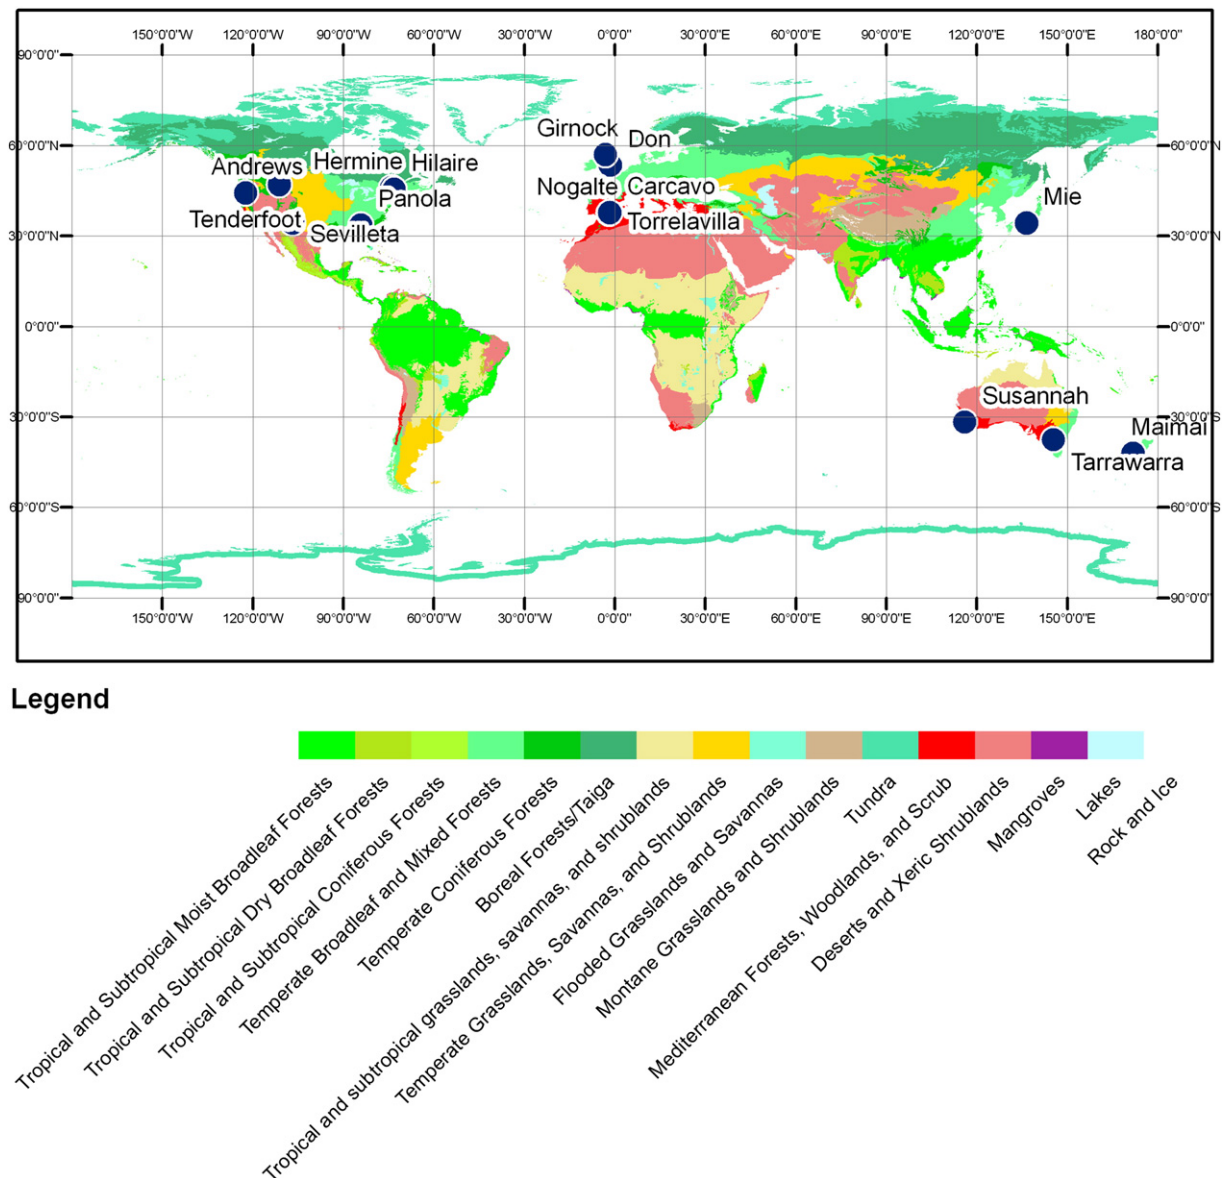 150°0'0"W 120°0'0"W 90°0'0"W 60°0'0"W 30°0'0"W 0°0'0" 30°0'0"E 60°0'0"E 90°0'0"E 120°0'0"E 150°0'0"E 180°0'0"
90°0'0" 90°0'0"
60°0'0"N 60°0'0"N
30°0'0"N 30°0'0"N
0°0'0" 0°0'0"
30°0'0"S 30°0'0"S
60°0'0"S 60°0'0"S
90°0'0" 90°0'0"
Girnock
Don
Andrews
Hermine
Hilaire
Nogalte
Carcavo
Panola
Mie
Tenderfoot
Sevilleta
Torrelavilla
Susannah
Maimai
Tarrawarra
150°0'0"W 120°0'0"W 90°0'0"W 60°0'0"W 30°0'0"W 0°0'0" 30°0'0"E 60°0'0"E 90°0'0"E 120°0'0"E 150°0'0"E
Legend
Tropical and Subtropical Moist Broadleaf Forests
Tropical and Subtropical Dry Broadleaf Forests
Tropical and Subtropical Coniferous Forests
Temperate Broadleaf and Mixed Forests
Temperate Coniferous Forests
Boreal Forests/Taiga
Tropical and subtropical grasslands, savannas, and shrublands
Temperate Grasslands, Savannas, and Shrublands
Flooded Grasslands and Savannas
Montane Grasslands and Shrublands
Tundra
Mediterranean Forests, Woodlands, and Scrub
Deserts and Xeric Shrublands
Mangroves
Lakes
Rock and Ice